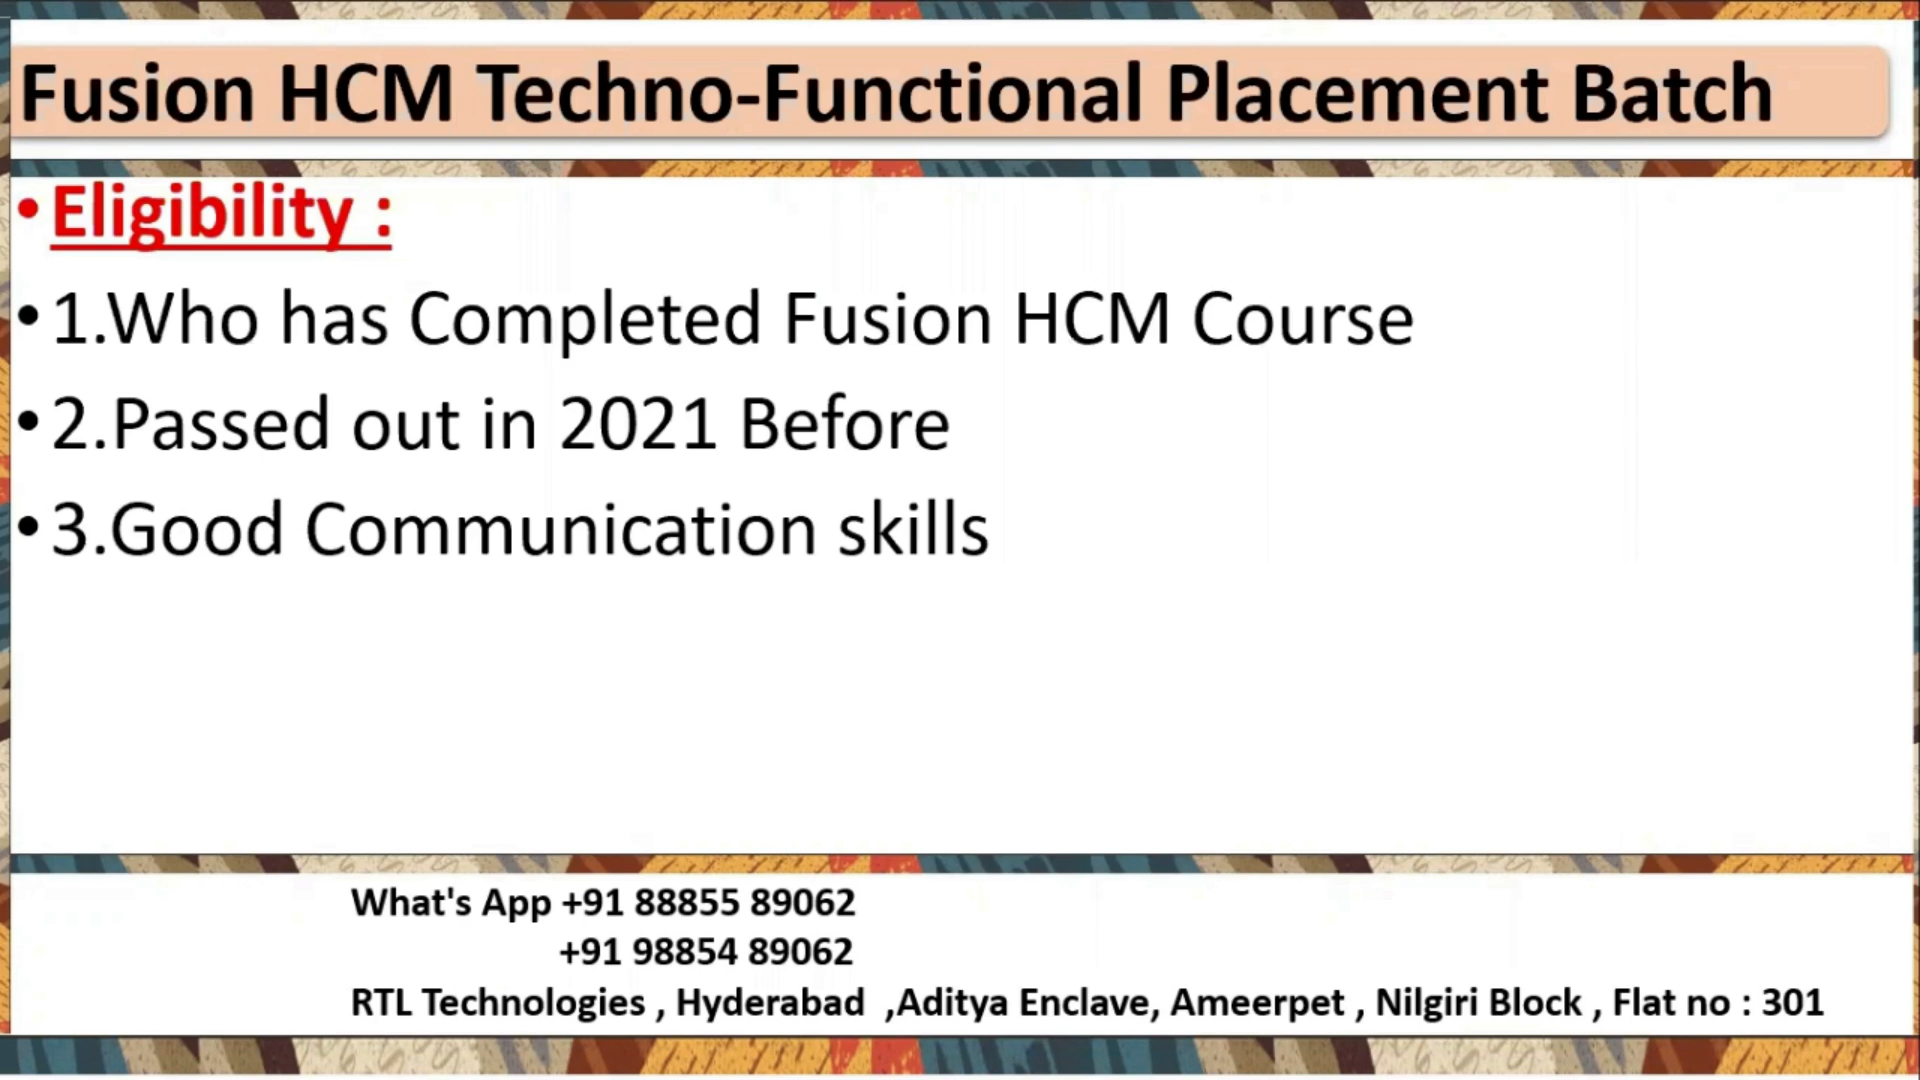 Fusion HCM Techno-Functional Placement Batch
• Eligibility :
• 1.Who has Completed Fusion HCM Course
• 2.Passed out in 2021 Before
• 3.Good Communication skills
What's App +91 88855 89062
+91 98854 89062
RTL Technologies , Hyderabad ,Aditya Enclave, Ameerpet , Nilgiri Block , Flat no : 301